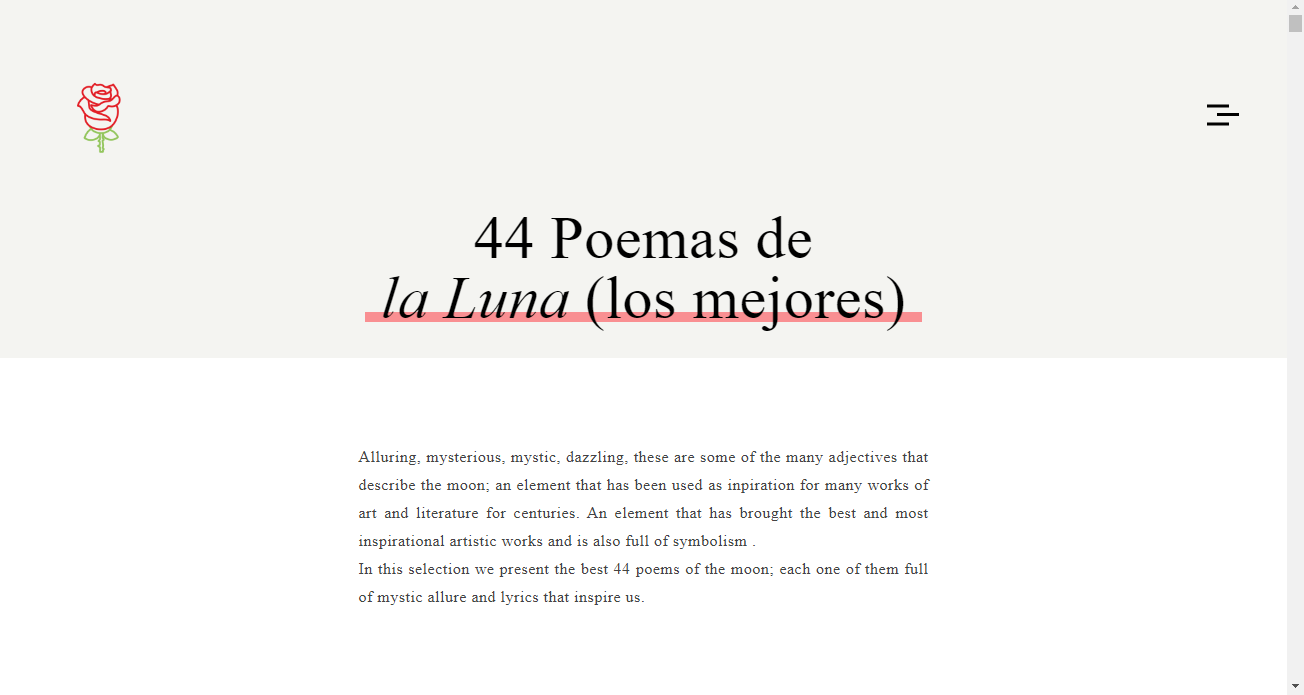 44 Poemas de
la Luna (los mejores)
Alluring, mysterious, mystic, dazzling, these are some of the many adjectives that
describe the moon; an element that has been used as inpiration for many works of
art and literature for centuries. An element that has brought the best and most
inspirational artistic works and is also full of symbolism .
In this selection we present the best 44 poems of the moon; each one of them full
of mystic allure and lyrics that inspire us.